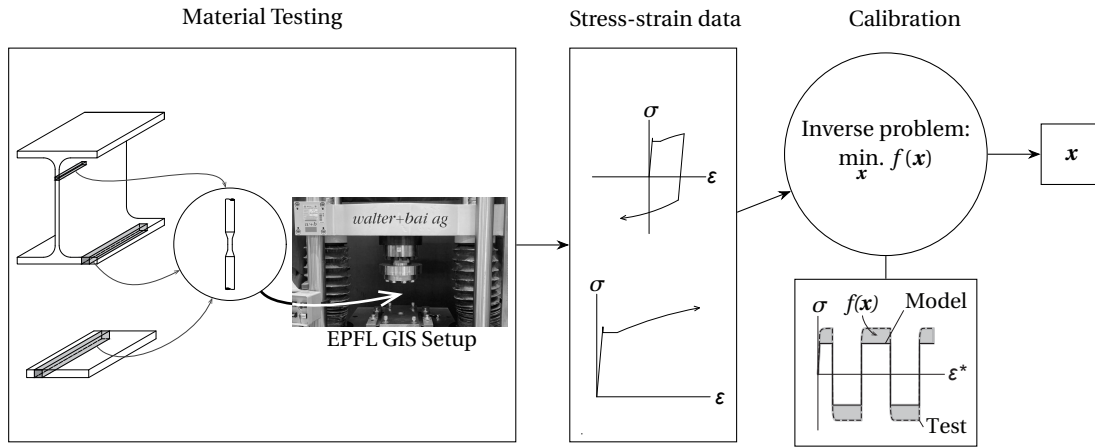 Material Testing
Stress-strain data
Calibration
σ
ε
walter+bai ag
EPFL GIS Setup
σ
ε
Inverse problem:
min. f(x)
x
x
σ
f(x)
Model
ε*
Test